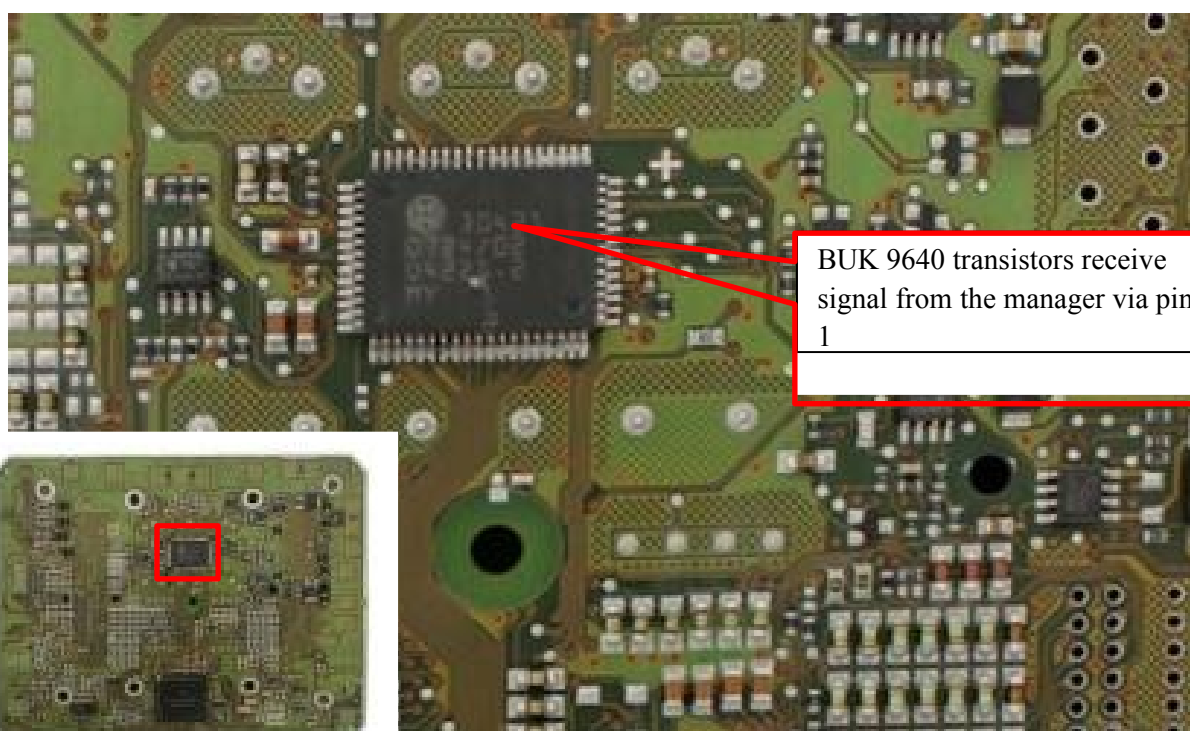 BUK 9640 transistors receive
signal from the manager via pin
1